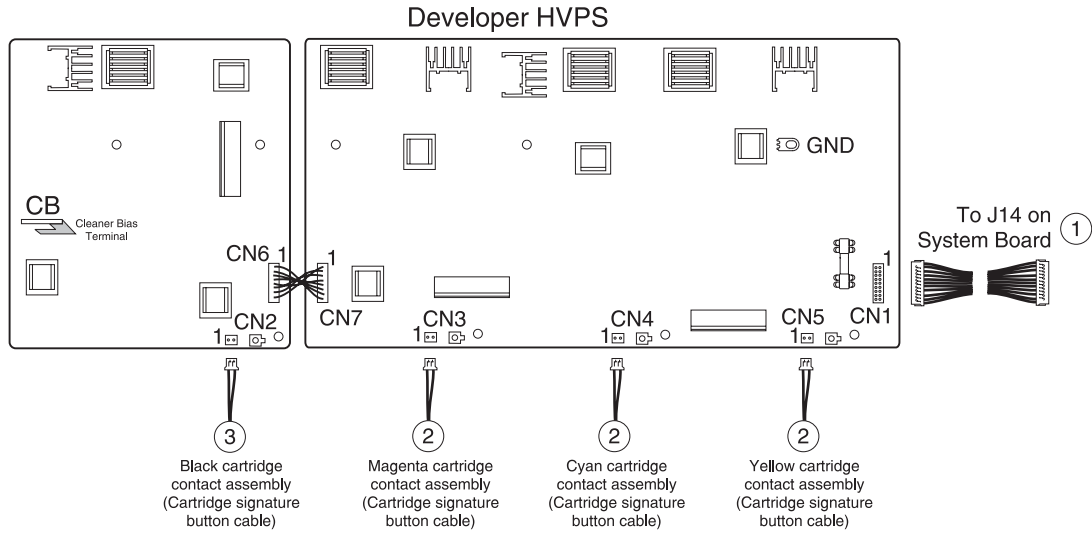 Developer HVPS
CB
Cleaner Bias
Terminal
GND
To J14 on
System Board
1
CN6 1
1
1
CN7
CN2
1
CN3
1
CN4
1
CN5
1
CN1
3
Black cartridge
contact assembly
(Cartridge signature
button cable)
2
Magenta cartridge
contact assembly
(Cartridge signature
button cable)
2
Cyan cartridge
contact assembly
(Cartridge signature
button cable)
2
Yellow cartridge
contact assembly
(Cartridge signature
button cable)